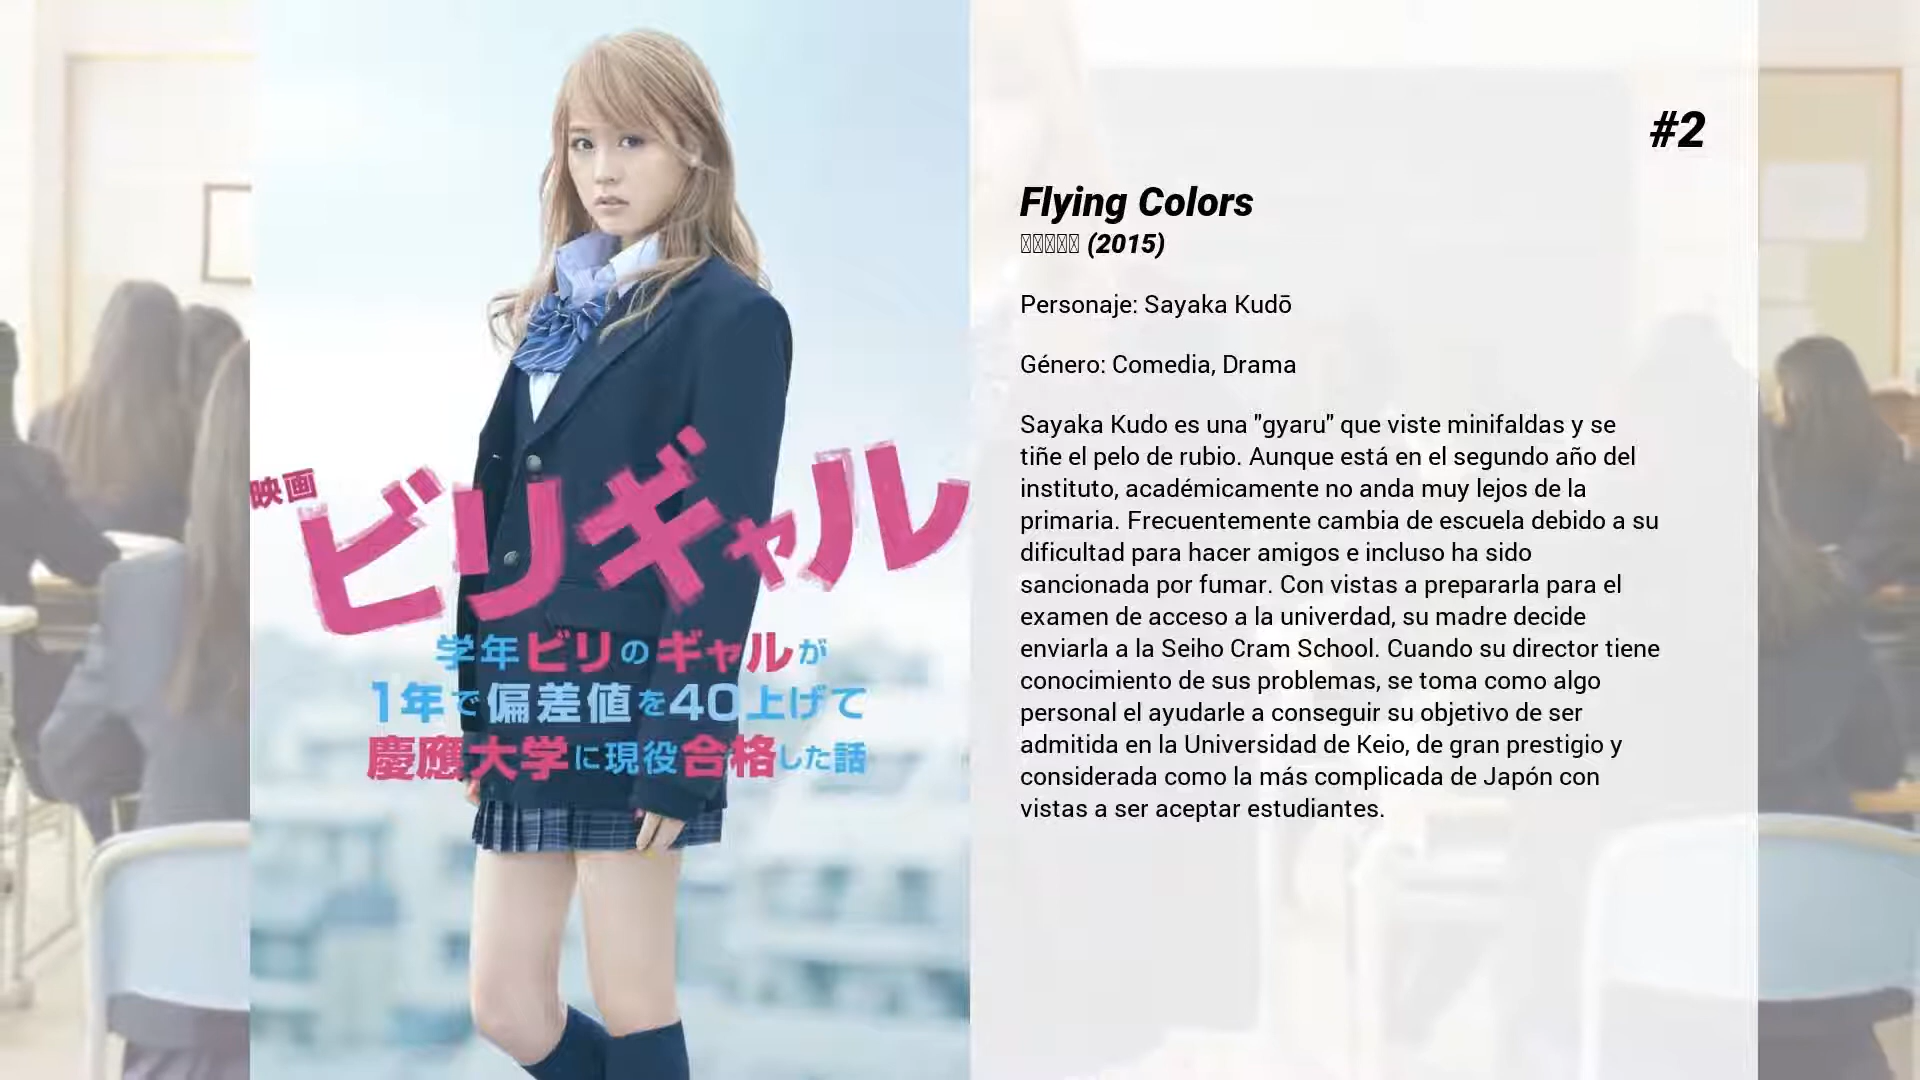 映画
ビリギャル
学年ビリのギャルが
1年で偏差値を40上げて
慶應大学に現役合格した話
#2
Flying Colors
(2015)
Personaje: Sayaka Kudō
Género: Comedia, Drama
Sayaka Kudo es una "gyaru" que viste minifaldas y se
tiñe el pelo de rubio. Aunque está en el segundo año del
instituto, académicamente no anda muy lejos de la
primaria. Frecuentemente cambia de escuela debido a su
dificultad para hacer amigos e incluso ha sido
sancionada por fumar. Con vistas a prepararla para el
examen de acceso a la univerdad, su madre decide
enviarla a la Seiho Cram School. Cuando su director tiene
conocimiento de sus problemas, se toma como algo
personal el ayudarle a conseguir su objetivo de ser
admitida en la Universidad de Keio, de gran prestigio y
considerada como la más complicada de Japón con
vistas a ser aceptar estudiantes.